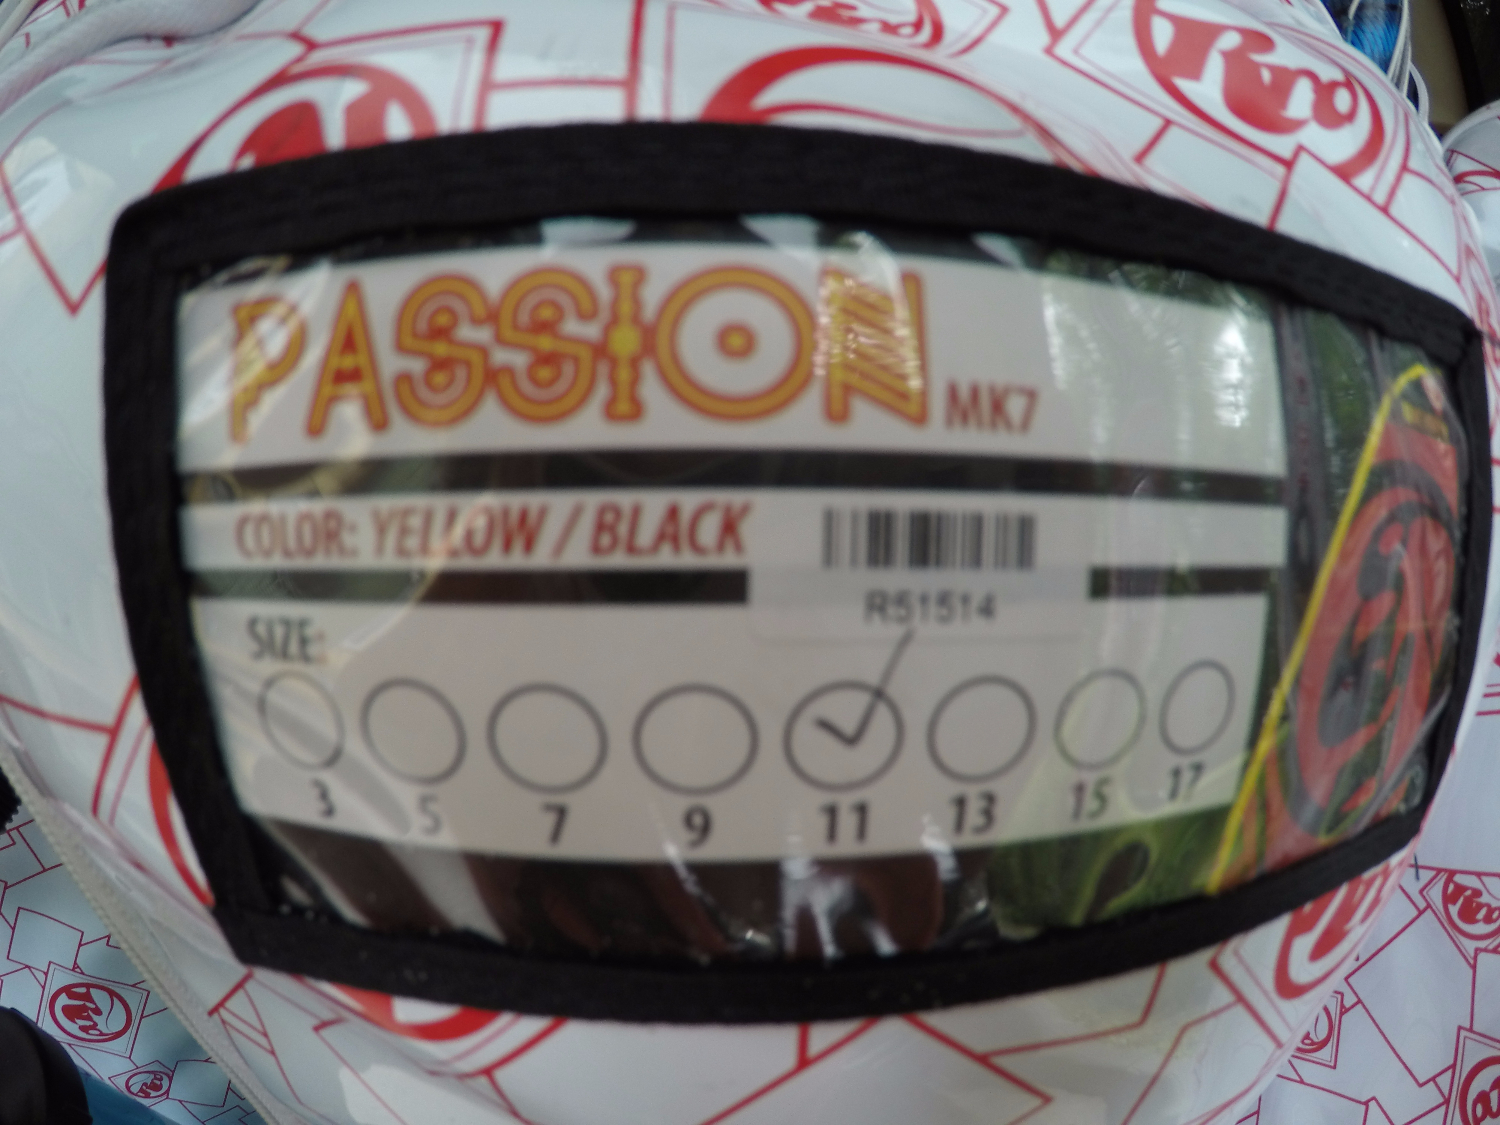 PASSION MK7
COLOR: YELLOW / BLACK
R51514
SIZE:
3 5 7 9 11 13 15 17